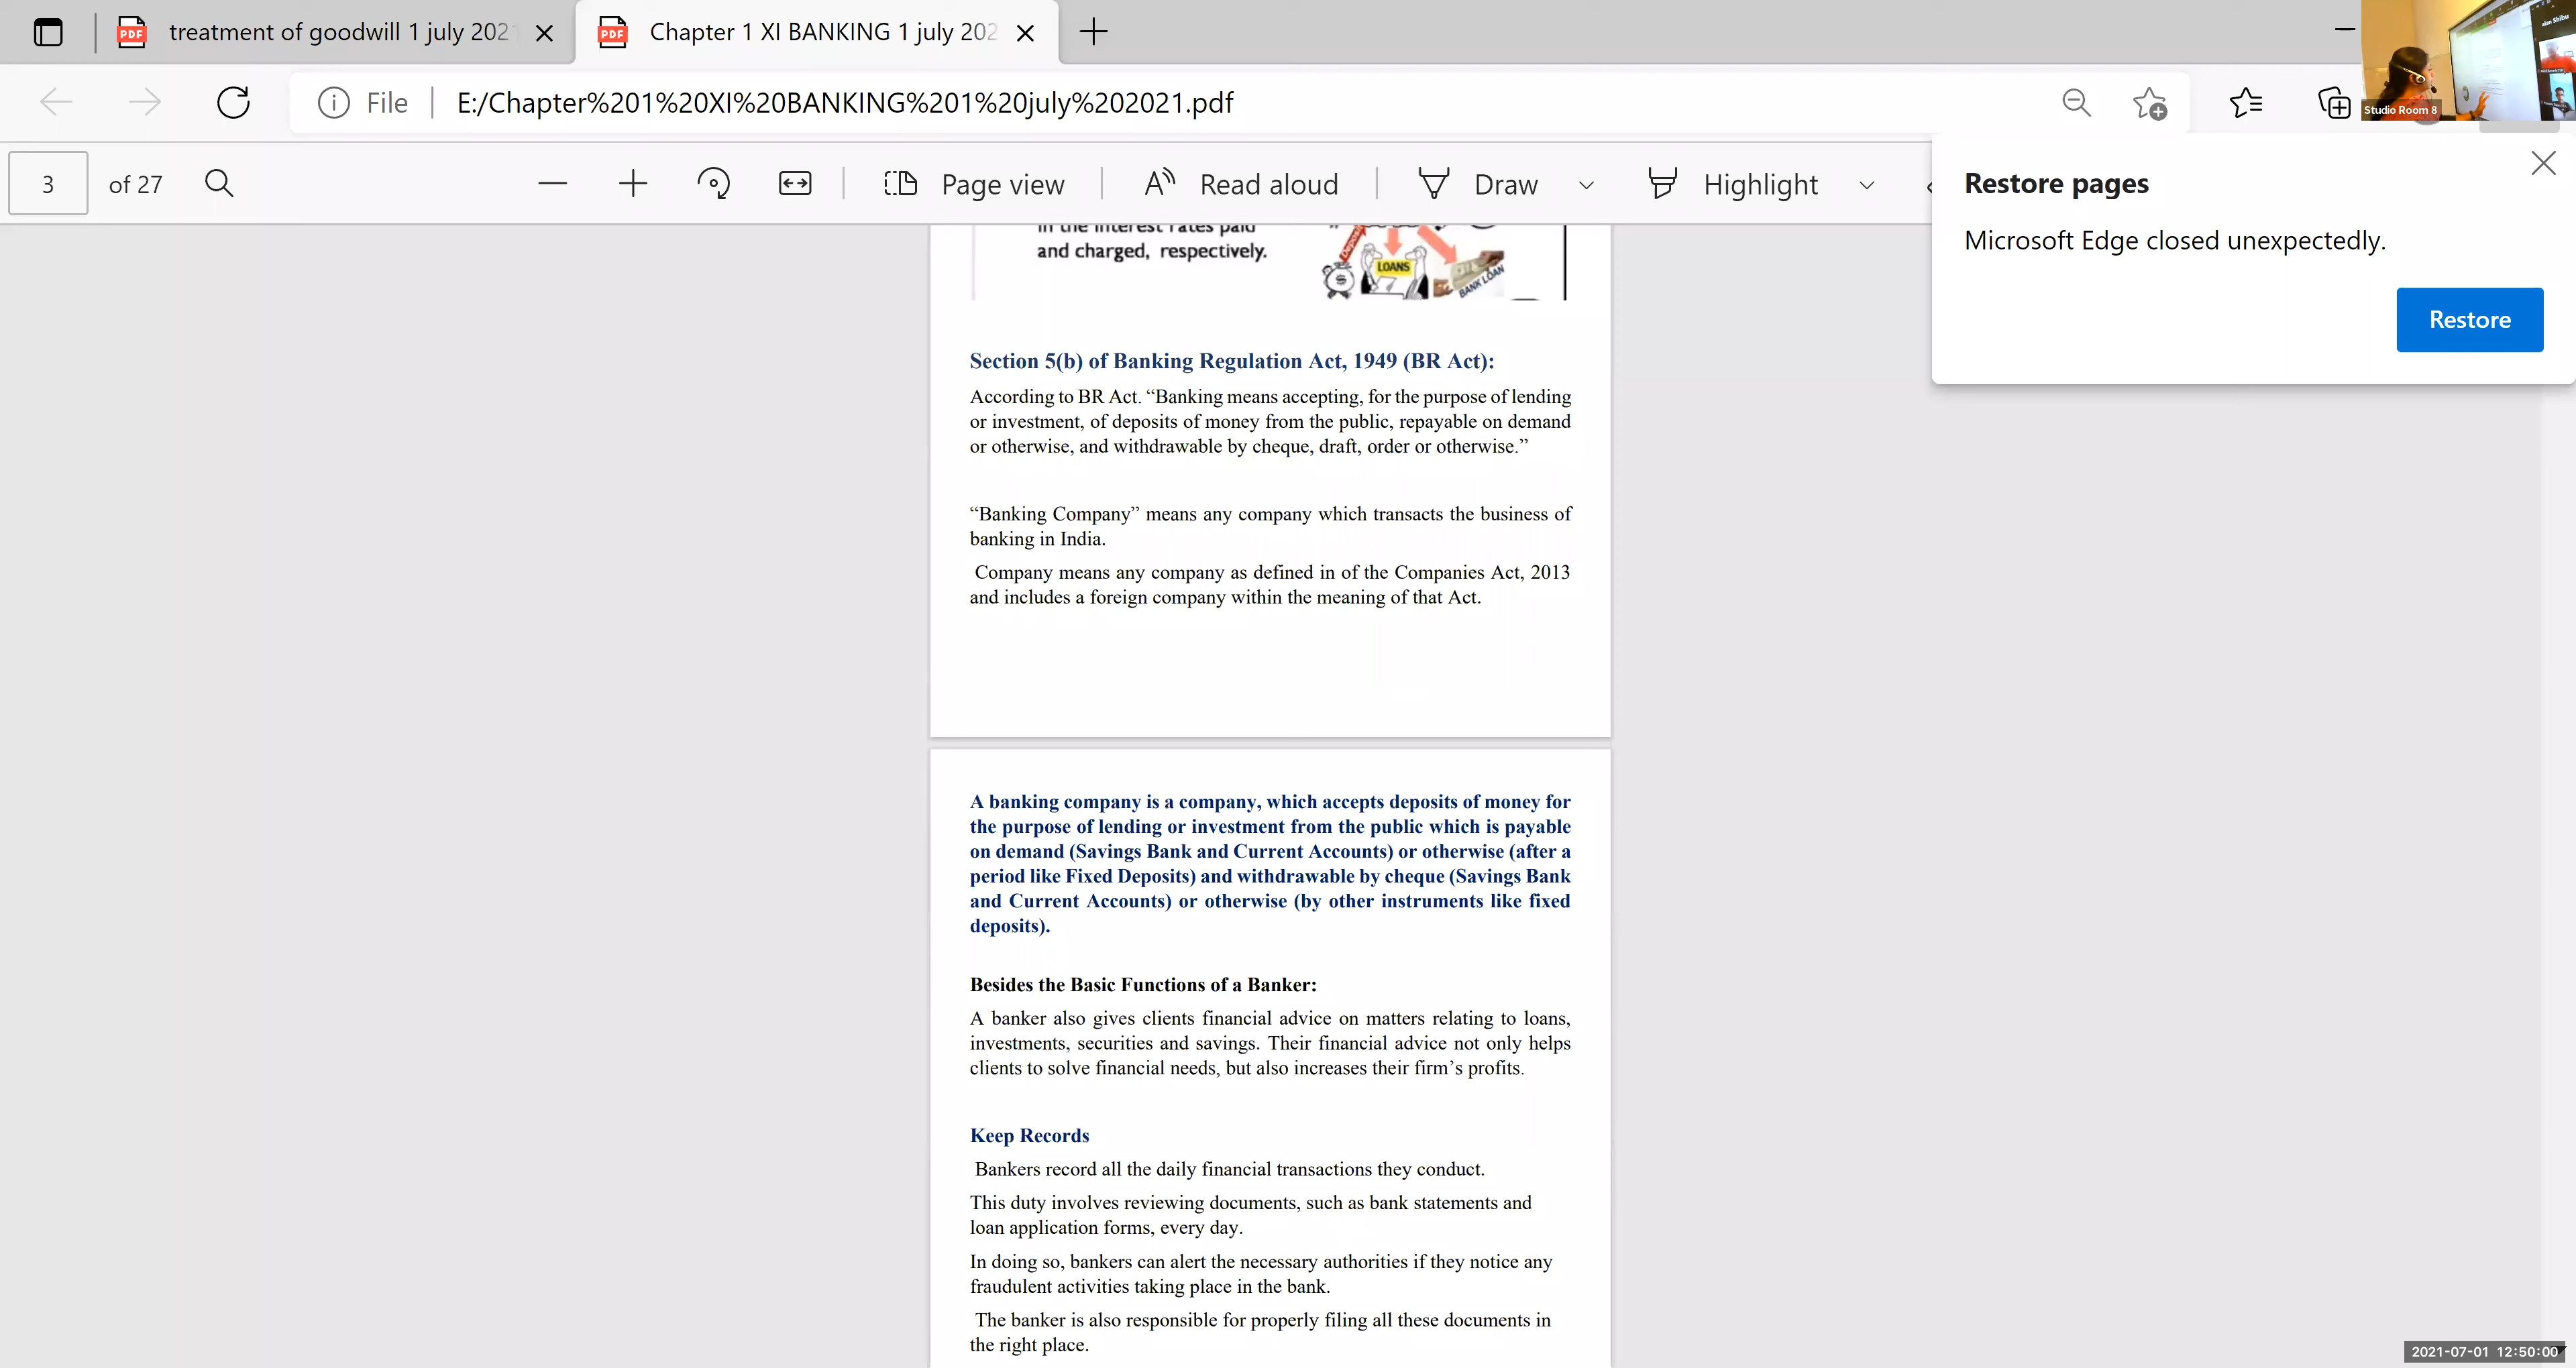 treatment of goodwill 1 july 202
Chapter 1 XI BANKING 1 july 202
File
E:/Chapter%201%20XI%20BANKING%201%20july%202021.pdf
alan Shibu
Studio Room 8
3 of 27
Page view
Read aloud
Draw
Highlight
Restore pages
Microsoft Edge closed unexpectedly.
Restore
in the interest rates paid
and charged, respectively.
LOANS
BANK LOAN
Section 5(b) of Banking Regulation Act, 1949 (BR Act):
According to BR Act. “Banking means accepting, for the purpose of lending
or investment, of deposits of money from the public, repayable on demand
or otherwise, and withdrawable by cheque, draft, order or otherwise.”
“Banking Company” means any company which transacts the business of
banking in India.
Company means any company as defined in of the Companies Act, 2013
and includes a foreign company within the meaning of that Act.
A banking company is a company, which accepts deposits of money for
the purpose of lending or investment from the public which is payable
on demand (Savings Bank and Current Accounts) or otherwise (after a
period like Fixed Deposits) and withdrawable by cheque (Savings Bank
and Current Accounts) or otherwise (by other instruments like fixed
deposits).
Besides the Basic Functions of a Banker:
A banker also gives clients financial advice on matters relating to loans,
investments, securities and savings. Their financial advice not only helps
clients to solve financial needs, but also increases their firm’s profits.
Keep Records
Bankers record all the daily financial transactions they conduct.
This duty involves reviewing documents, such as bank statements and
loan application forms, every day.
In doing so, bankers can alert the necessary authorities if they notice any
fraudulent activities taking place in the bank.
The banker is also responsible for properly filing all these documents in
the right place.
2021-07-01 12:50:00